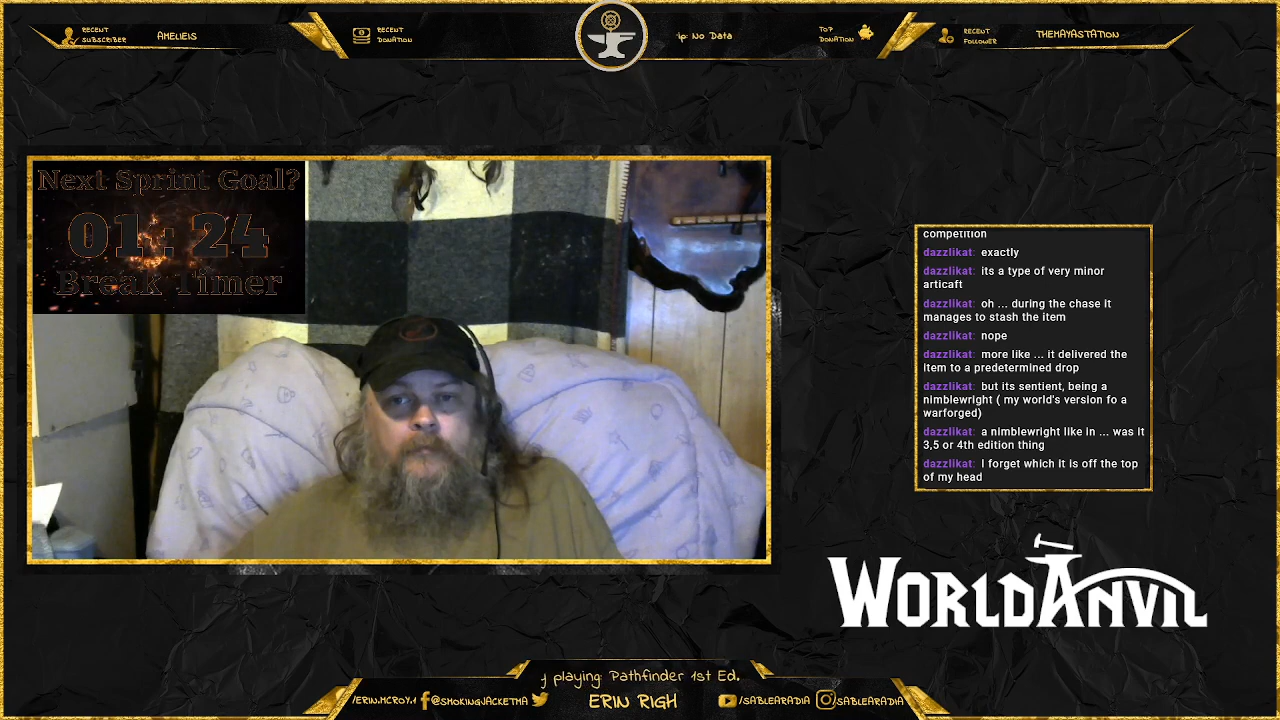 RECENT
SUBSCRIBER
AMELIEIS
RECENT
DONATION
ip: No Data
TOP
DONATION
RECENT
FOLLOWER
THEMAYASTATION
Next Sprint Goal?
01: 24
Break Timer
competition
dazzlikat: exactly
dazzlikat: its a type of very minor
articaft
dazzlikat: oh ... during the chase it
manages to stash the item
dazzlikat: nope
dazzlikat: more like ... it delivered the
item to a predetermined drop
dazzlikat: but its sentient, being a
nimblewright ( my world's version fo a
warforged)
dazzlikat: a nimblewright like in ... was it
3,5 or 4th edition thing
dazzlikat: I forget which it is off the top
of my head
WORLDANVIL
y playing: Pathfinder 1st Ed.
/ERIN.MCROY.1
@SMOKINGJACKETMA
ERIN RIGH
/SABLEARADIA
/SABLEARADIA